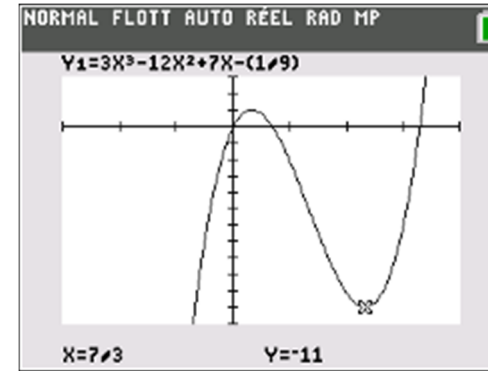 NORMAL FLOTT AUTO RÉEL RAD MP
Y₁=3X³-12X²+7X-(1⁄9)
X=7⁄3 Y=-11